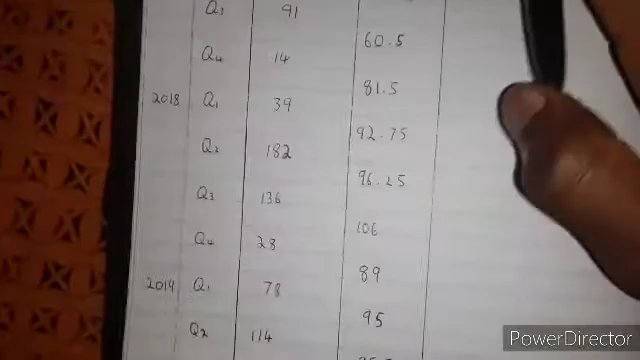 Q3 91
60.5
Q4 14
81.5
2018 Q1 39
92.75
Q2 182
96.25
Q3 136
106
Q4 28
89
2019 Q1 78
95
Q2 114
PowerDirector